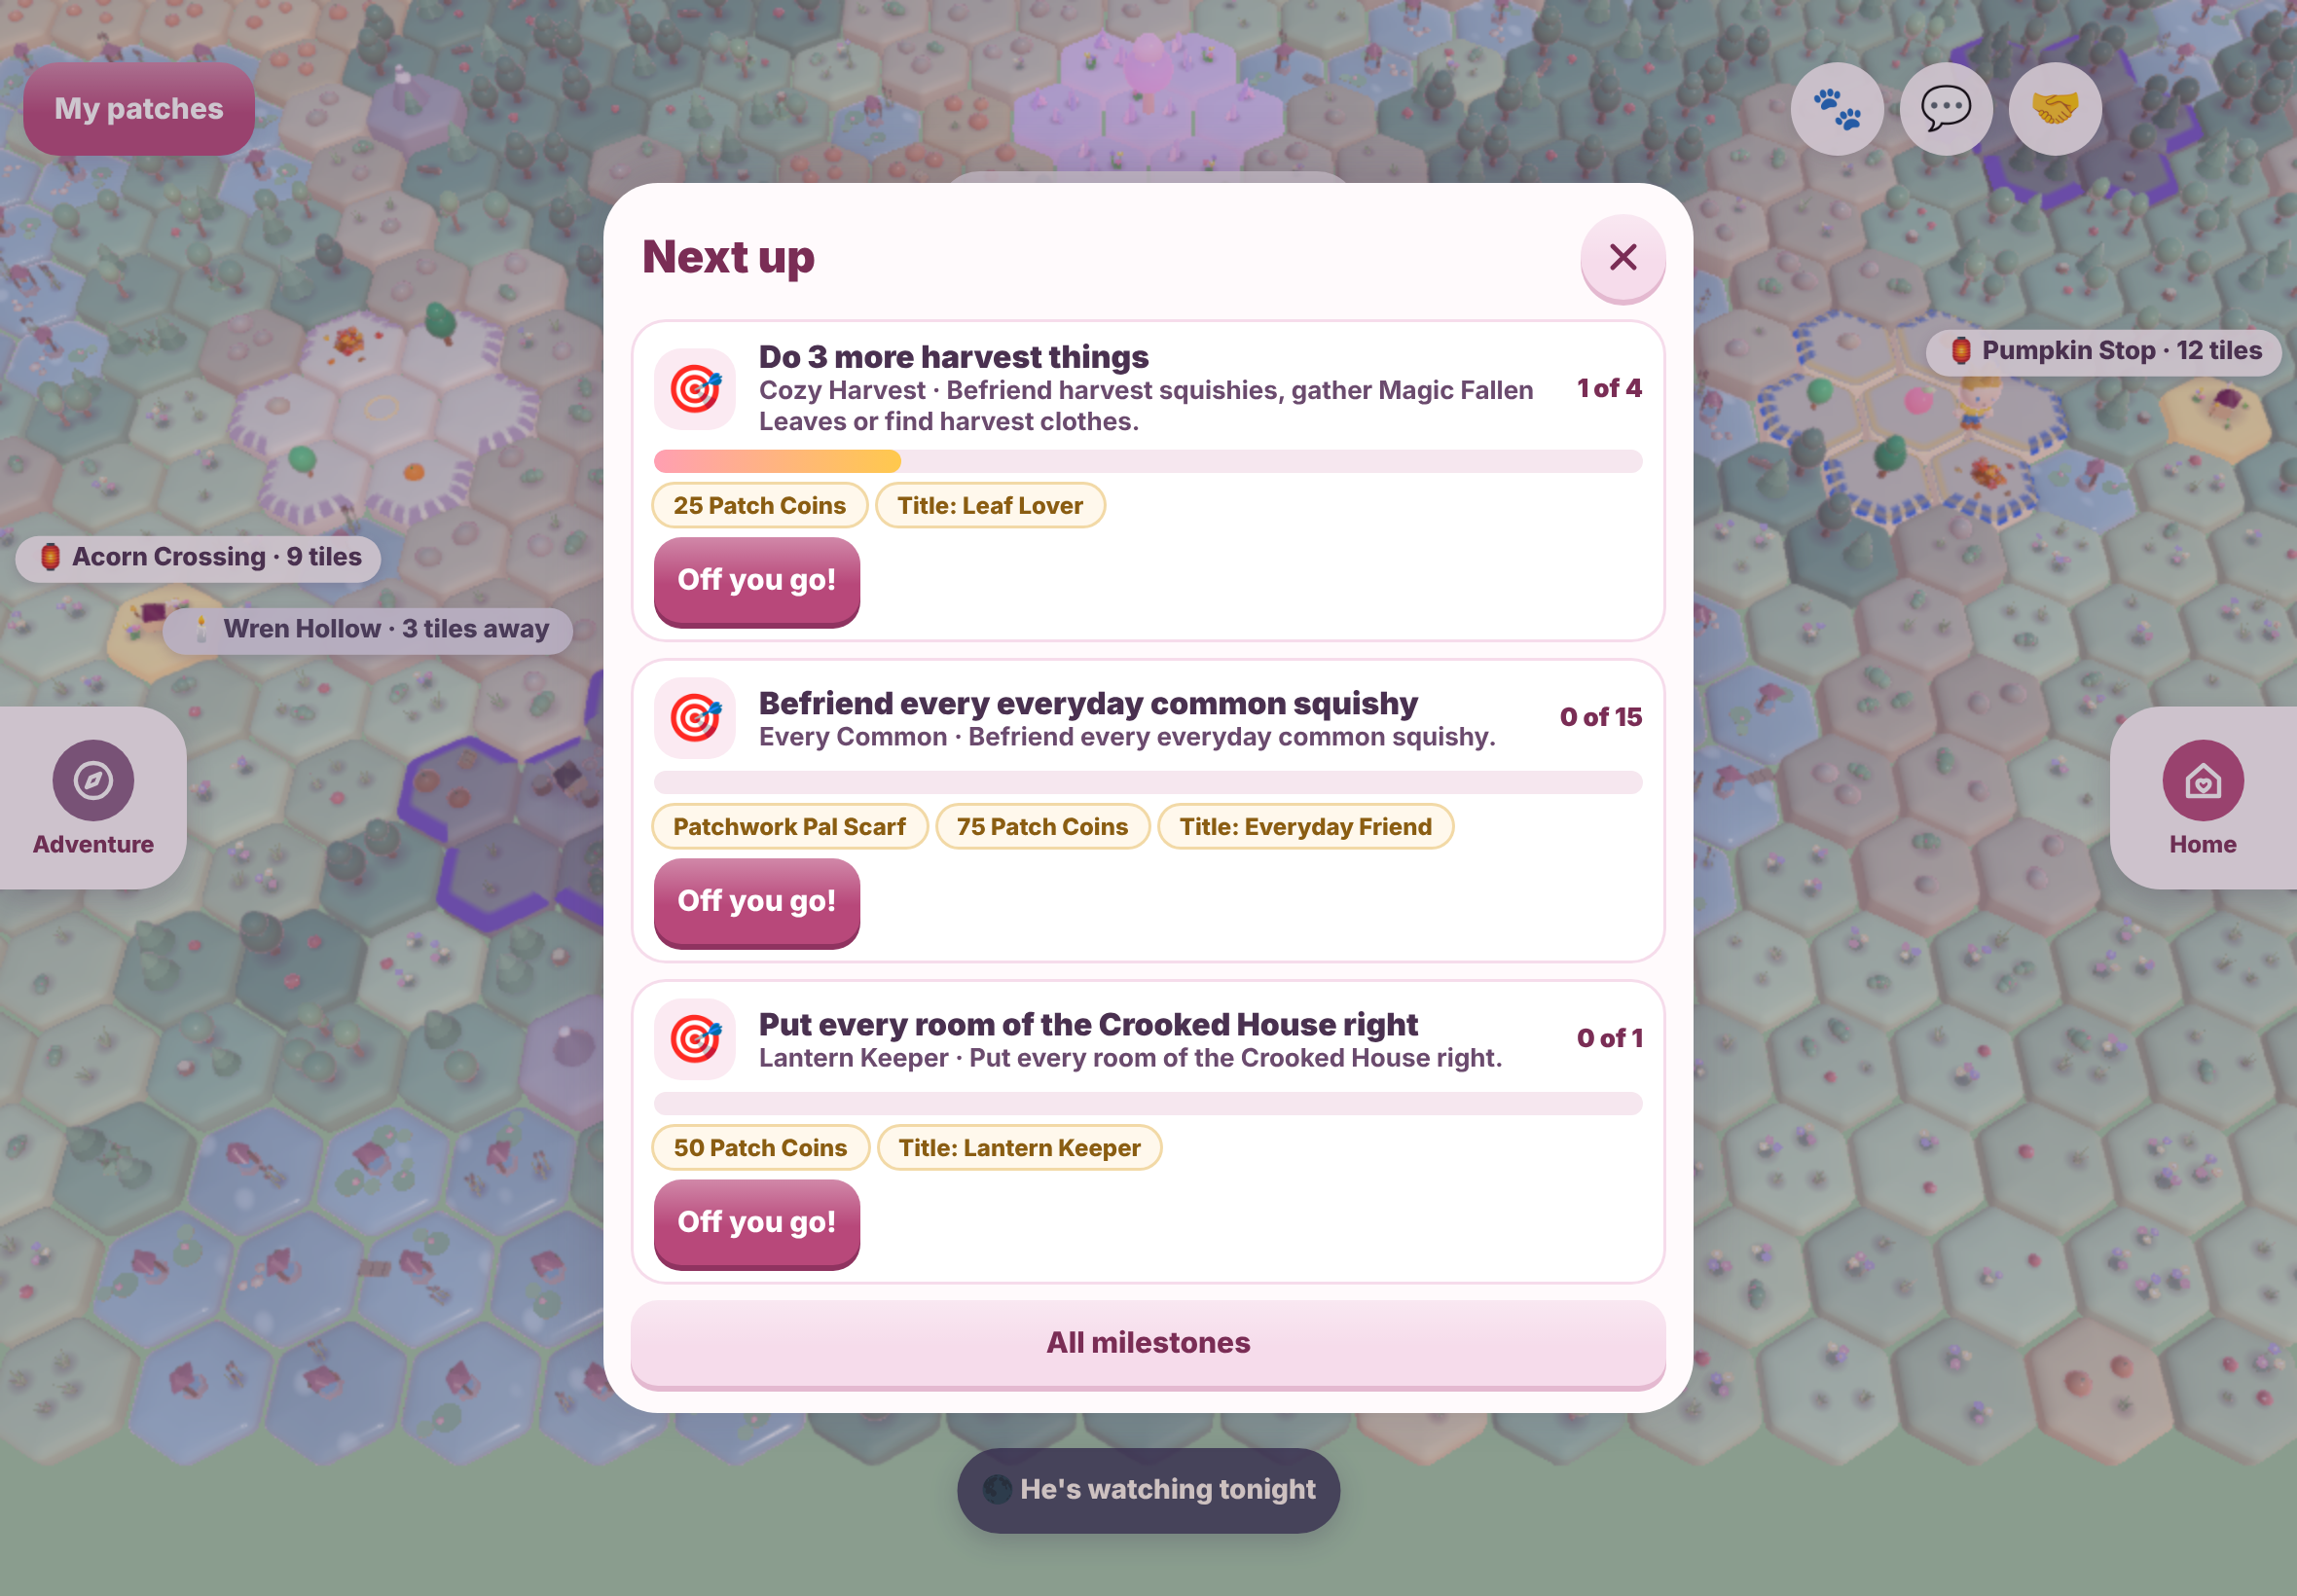 My patches
Next up
Do 3 more harvest things
Cozy Harvest · Befriend harvest squishies, gather Magic Fallen
Leaves or find harvest clothes.
1 of 4
25 Patch Coins
Title: Leaf Lover
Off you go!
Pumpkin Stop · 12 tiles
Acorn Crossing · 9 tiles
Wren Hollow · 3 tiles away
Befriend every everyday common squishy
Every Common · Befriend every everyday common squishy.
0 of 15
Patchwork Pal Scarf
75 Patch Coins
Title: Everyday Friend
Off you go!
Adventure
Home
Put every room of the Crooked House right
Lantern Keeper · Put every room of the Crooked House right.
0 of 1
50 Patch Coins
Title: Lantern Keeper
Off you go!
All milestones
He's watching tonight